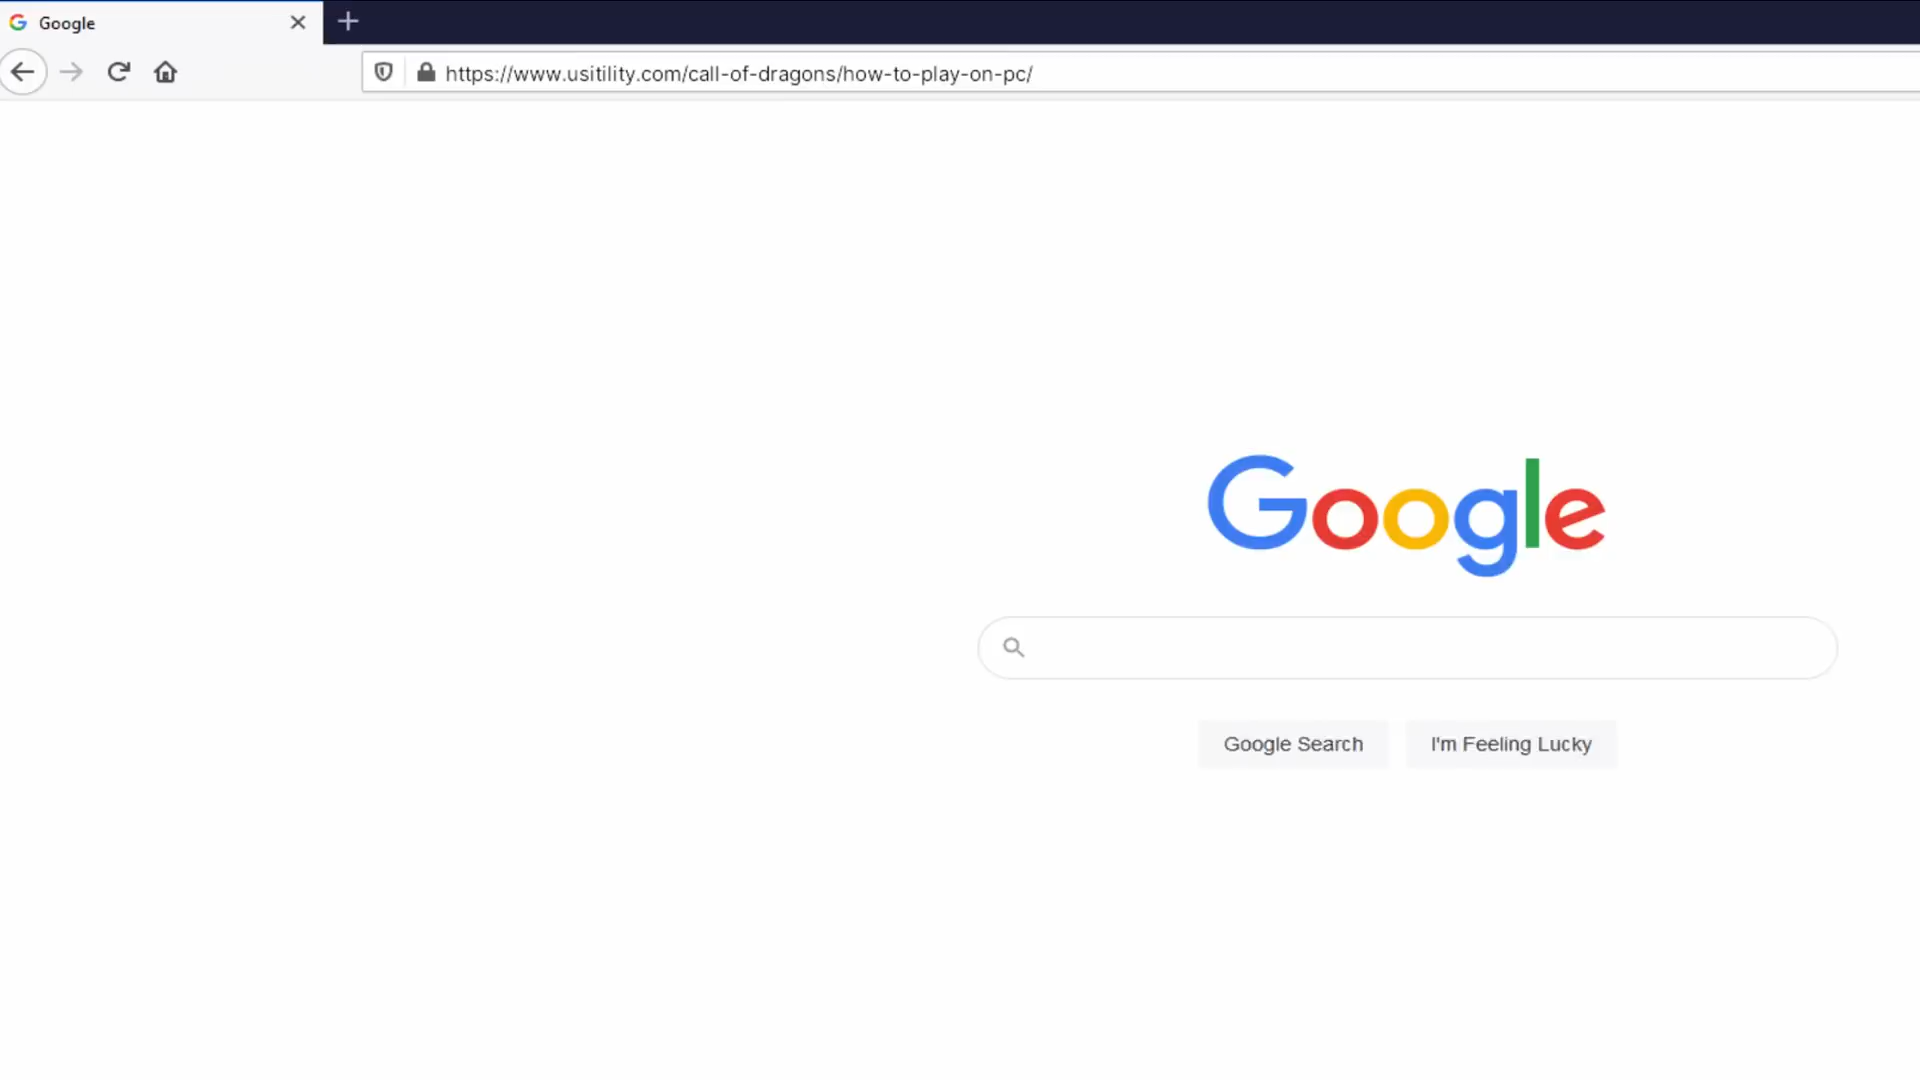 Google
https://www.usitility.com/call-of-dragons/how-to-play-on-pc/
Google
Google Search
I'm Feeling Lucky